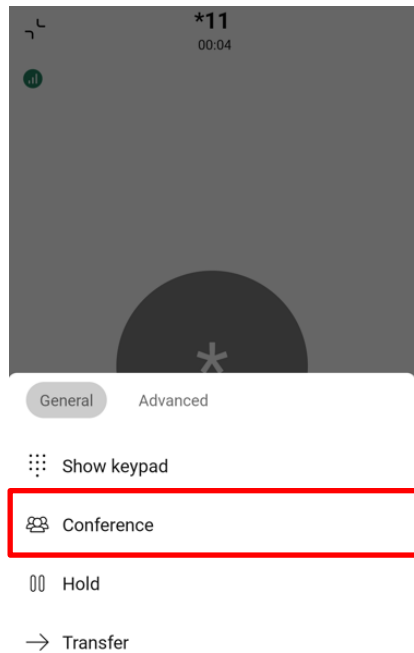 *11
00:04
*
General Advanced
Show keypad
Conference
Hold
Transfer